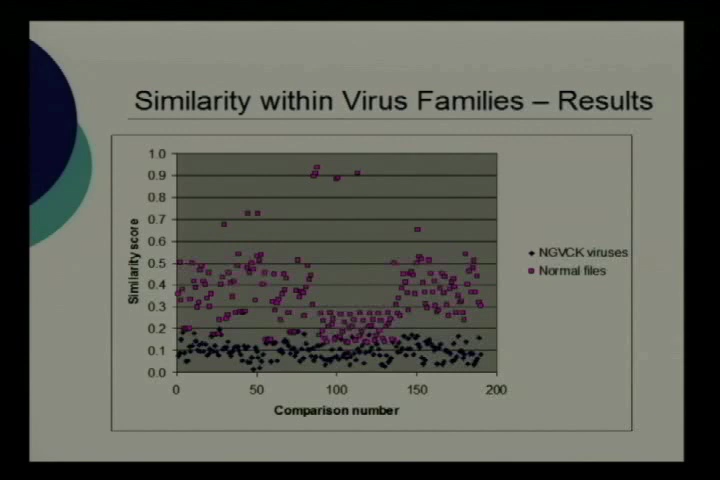 Similarity within Virus Families – Results
1.0
0.9
0.8
0.7
0.6
0.5
0.4
0.3
0.2
0.1
0.0
Similarity score
0 50 100 150 200
Comparison number
NGVCK viruses
Normal files